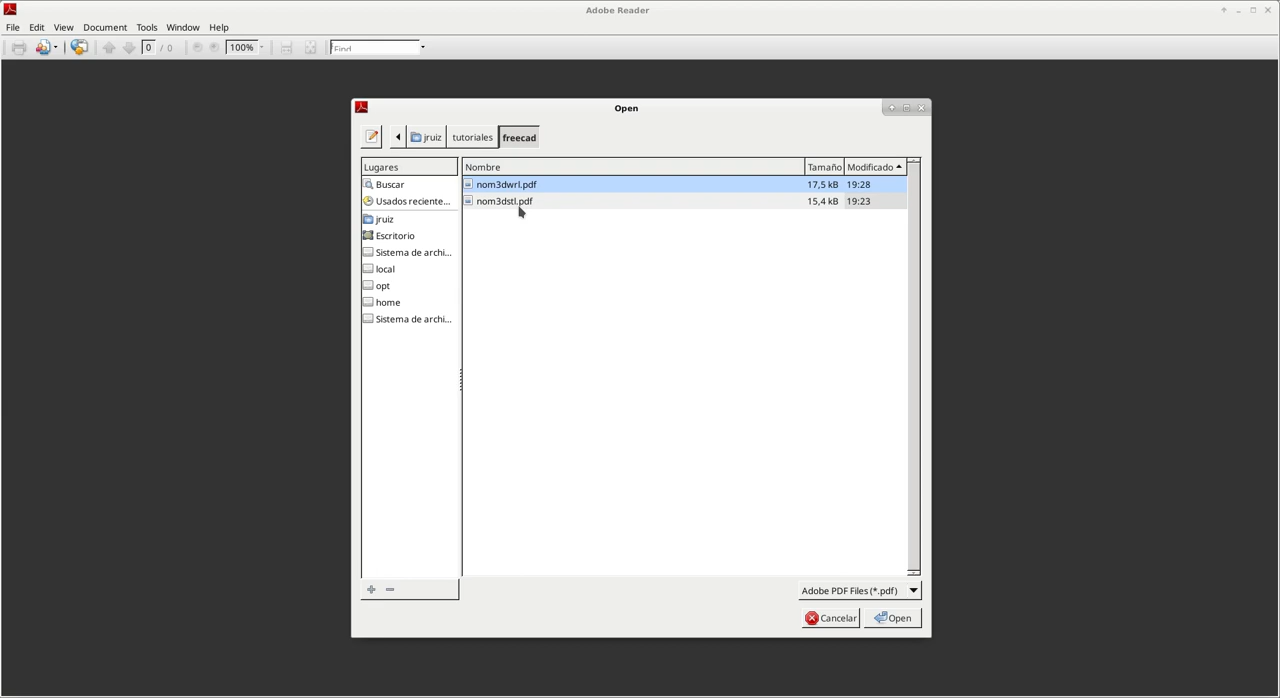 Adobe Reader
File Edit View Document Tools Window Help
0 / 0 100% Find
Open
jruiz tutoriales freecad
Lugares Nombre Tamaño Modificado
Buscar nom3dwrl.pdf 17,5 kB 19:28
Usados reciente... nom3dstl.pdf 15,4 kB 19:23
jruiz
Escritorio
Sistema de archi...
local
opt
home
Sistema de archi...
Adobe PDF Files (*.pdf)
Cancelar Open